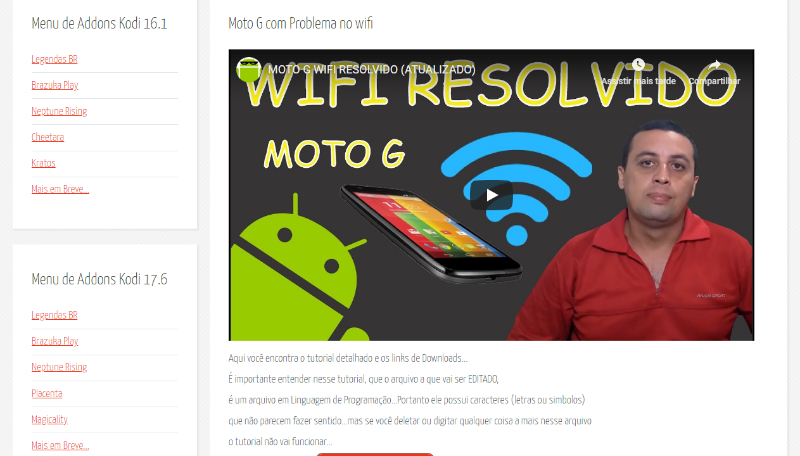 Menu de Addons Kodi 16.1
Legendas BR
Brazuka Play
Neptune Rising
Cheetara
Kratos
Mais em Breve...
Menu de Addons Kodi 17.6
Legendas BR
Brazuka Play
Neptune Rising
Placenta
Magicality
Mais em Breve...
Moto G com Problema no wifi
MOTO G WIFI RESOLVIDO (ATUALIZADO)
Assistir mais tarde
Compartilhar
WIFI RESOLVIDO
MOTO G
Aqui você encontra o tutorial detalhado e os links de Downloads...
É importante entender nesse tutorial, que o arquivo a que vai ser EDITADO,
é um arquivo em Linguagem de Programação...Portanto ele possui caracteres (letras ou simbolos)
que não parecem fazer sentido...mas se você deletar ou digitar qualquer coisa a mais nesse arquivo
o tutorial não vai funcionar...